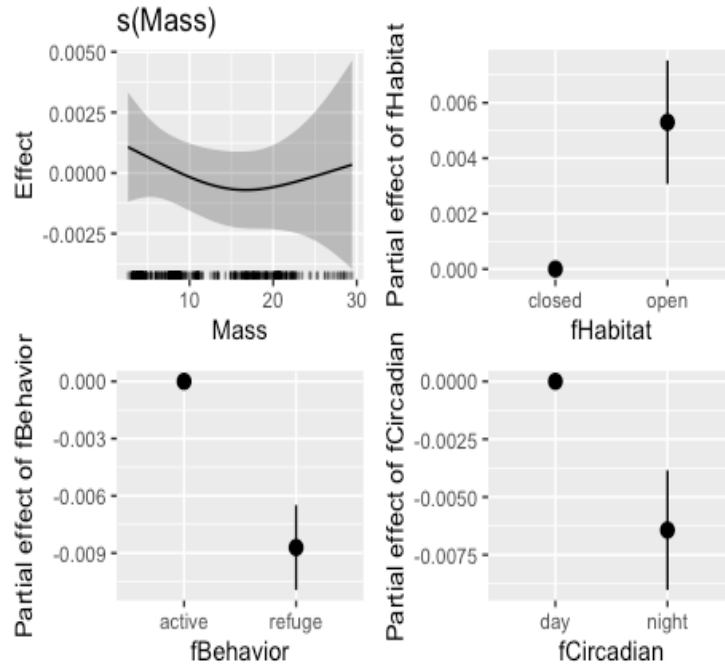 s(Mass)
Effect
0.0050
0.0025
0.0000
-0.0025
10
20
30
Mass
Partial effect of fHabitat
0.006
0.004
0.002
0.000
closed
open
fHabitat
Partial effect of fBehavior
0.000
-0.003
-0.006
-0.009
active
refuge
fBehavior
Partial effect of fCircadian
0.0000
-0.0025
-0.0050
-0.0075
day
night
fCircadian